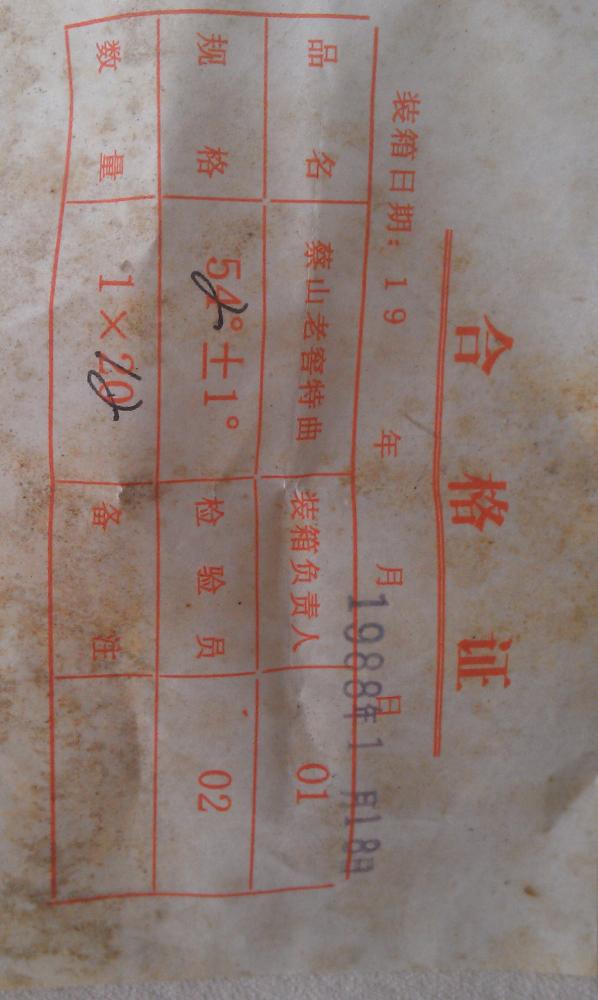 合格证
装箱日期: 19 年 月 日
1988年1月18日
品名 蔡山老窖特曲 装箱负责人 01
规格 54°±1° 检验员 02
数量 1×20 备注